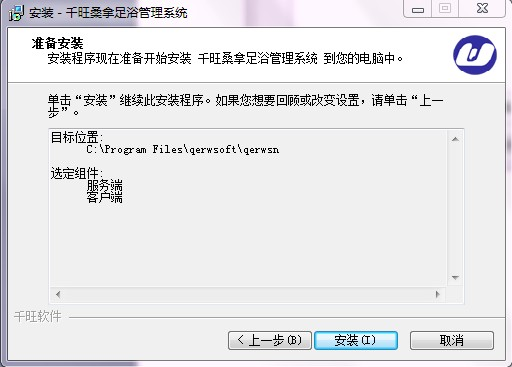 安装 - 千旺桑拿足浴管理系统
准备安装
安装程序现在准备开始安装 千旺桑拿足浴管理系统 到您的电脑中。
单击“安装”继续此安装程序。如果您想要回顾或改变设置，请单击“上一
步”。
目标位置:
C:\Program Files\qerwsoft\qerwsn
选定组件:
服务端
客户端
千旺软件
< 上一步(B)
安装(I)
取消